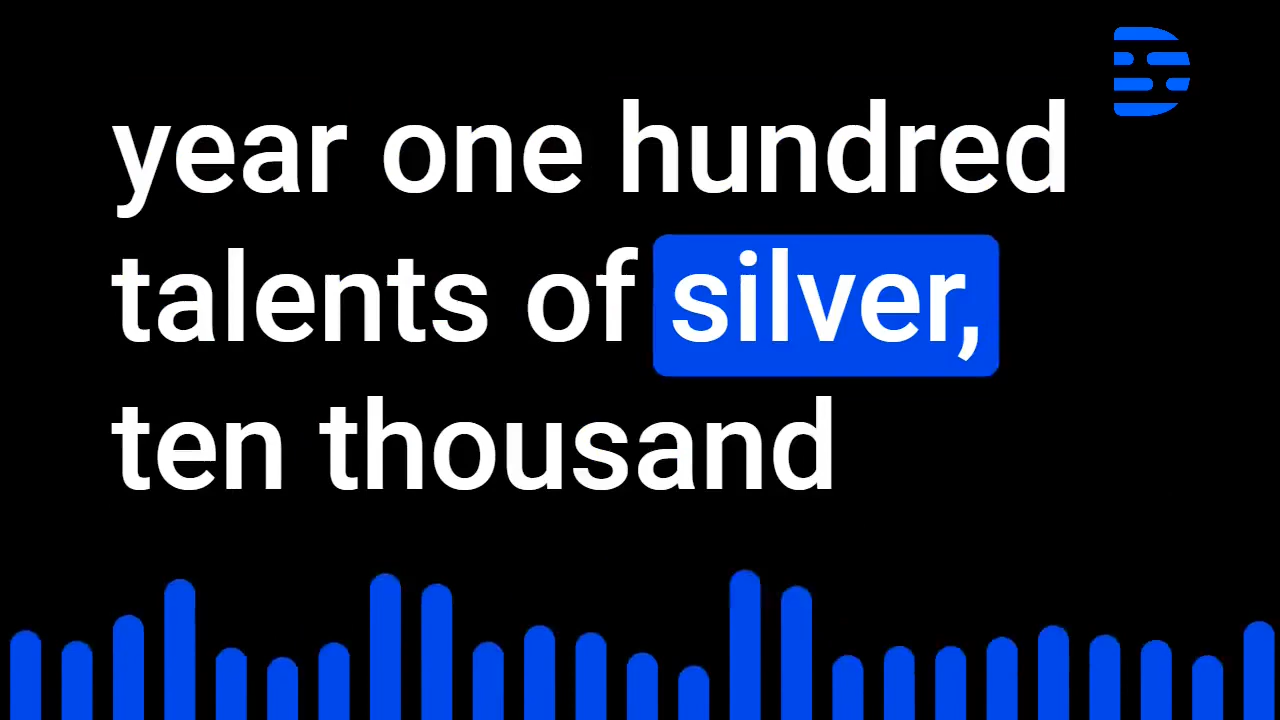 year one hundred
talents of silver,
ten thousand